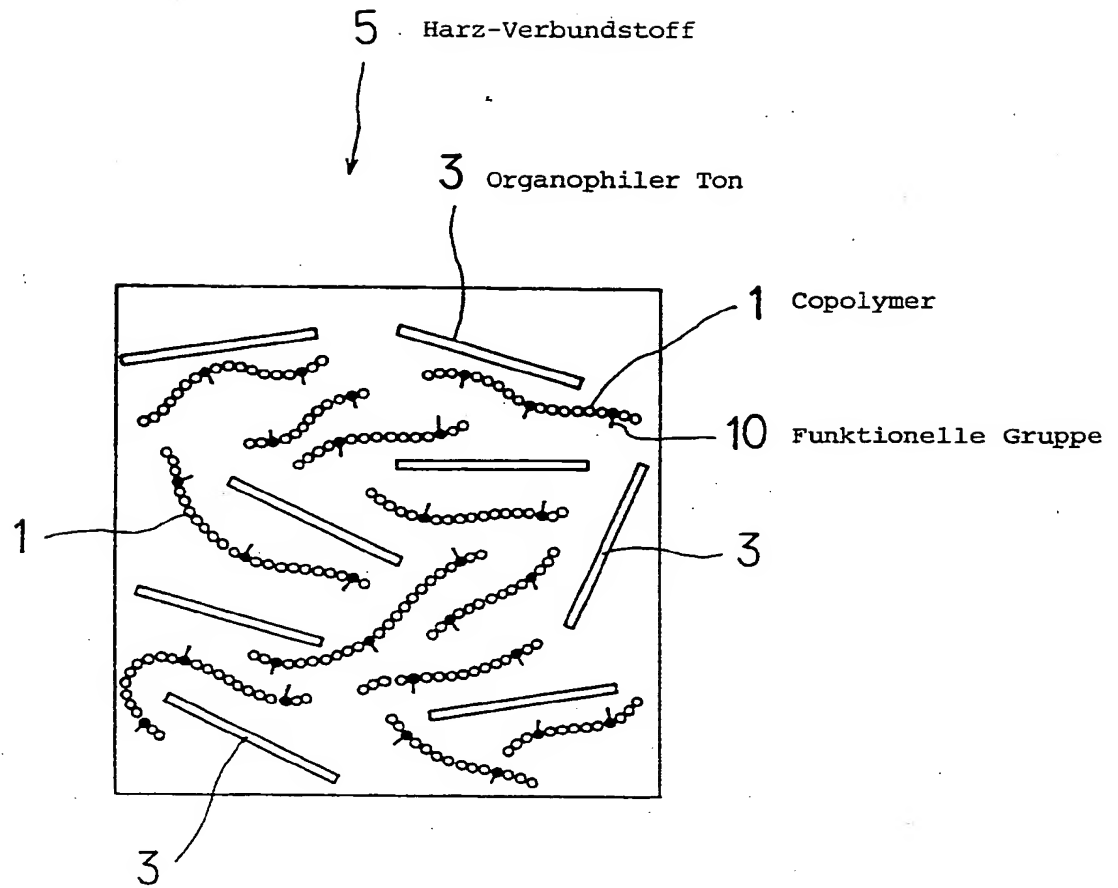 5 Harz-Verbundstoff
3 Organophiler Ton
1 Copolymer
10 Funktionelle Gruppe
1
3
3